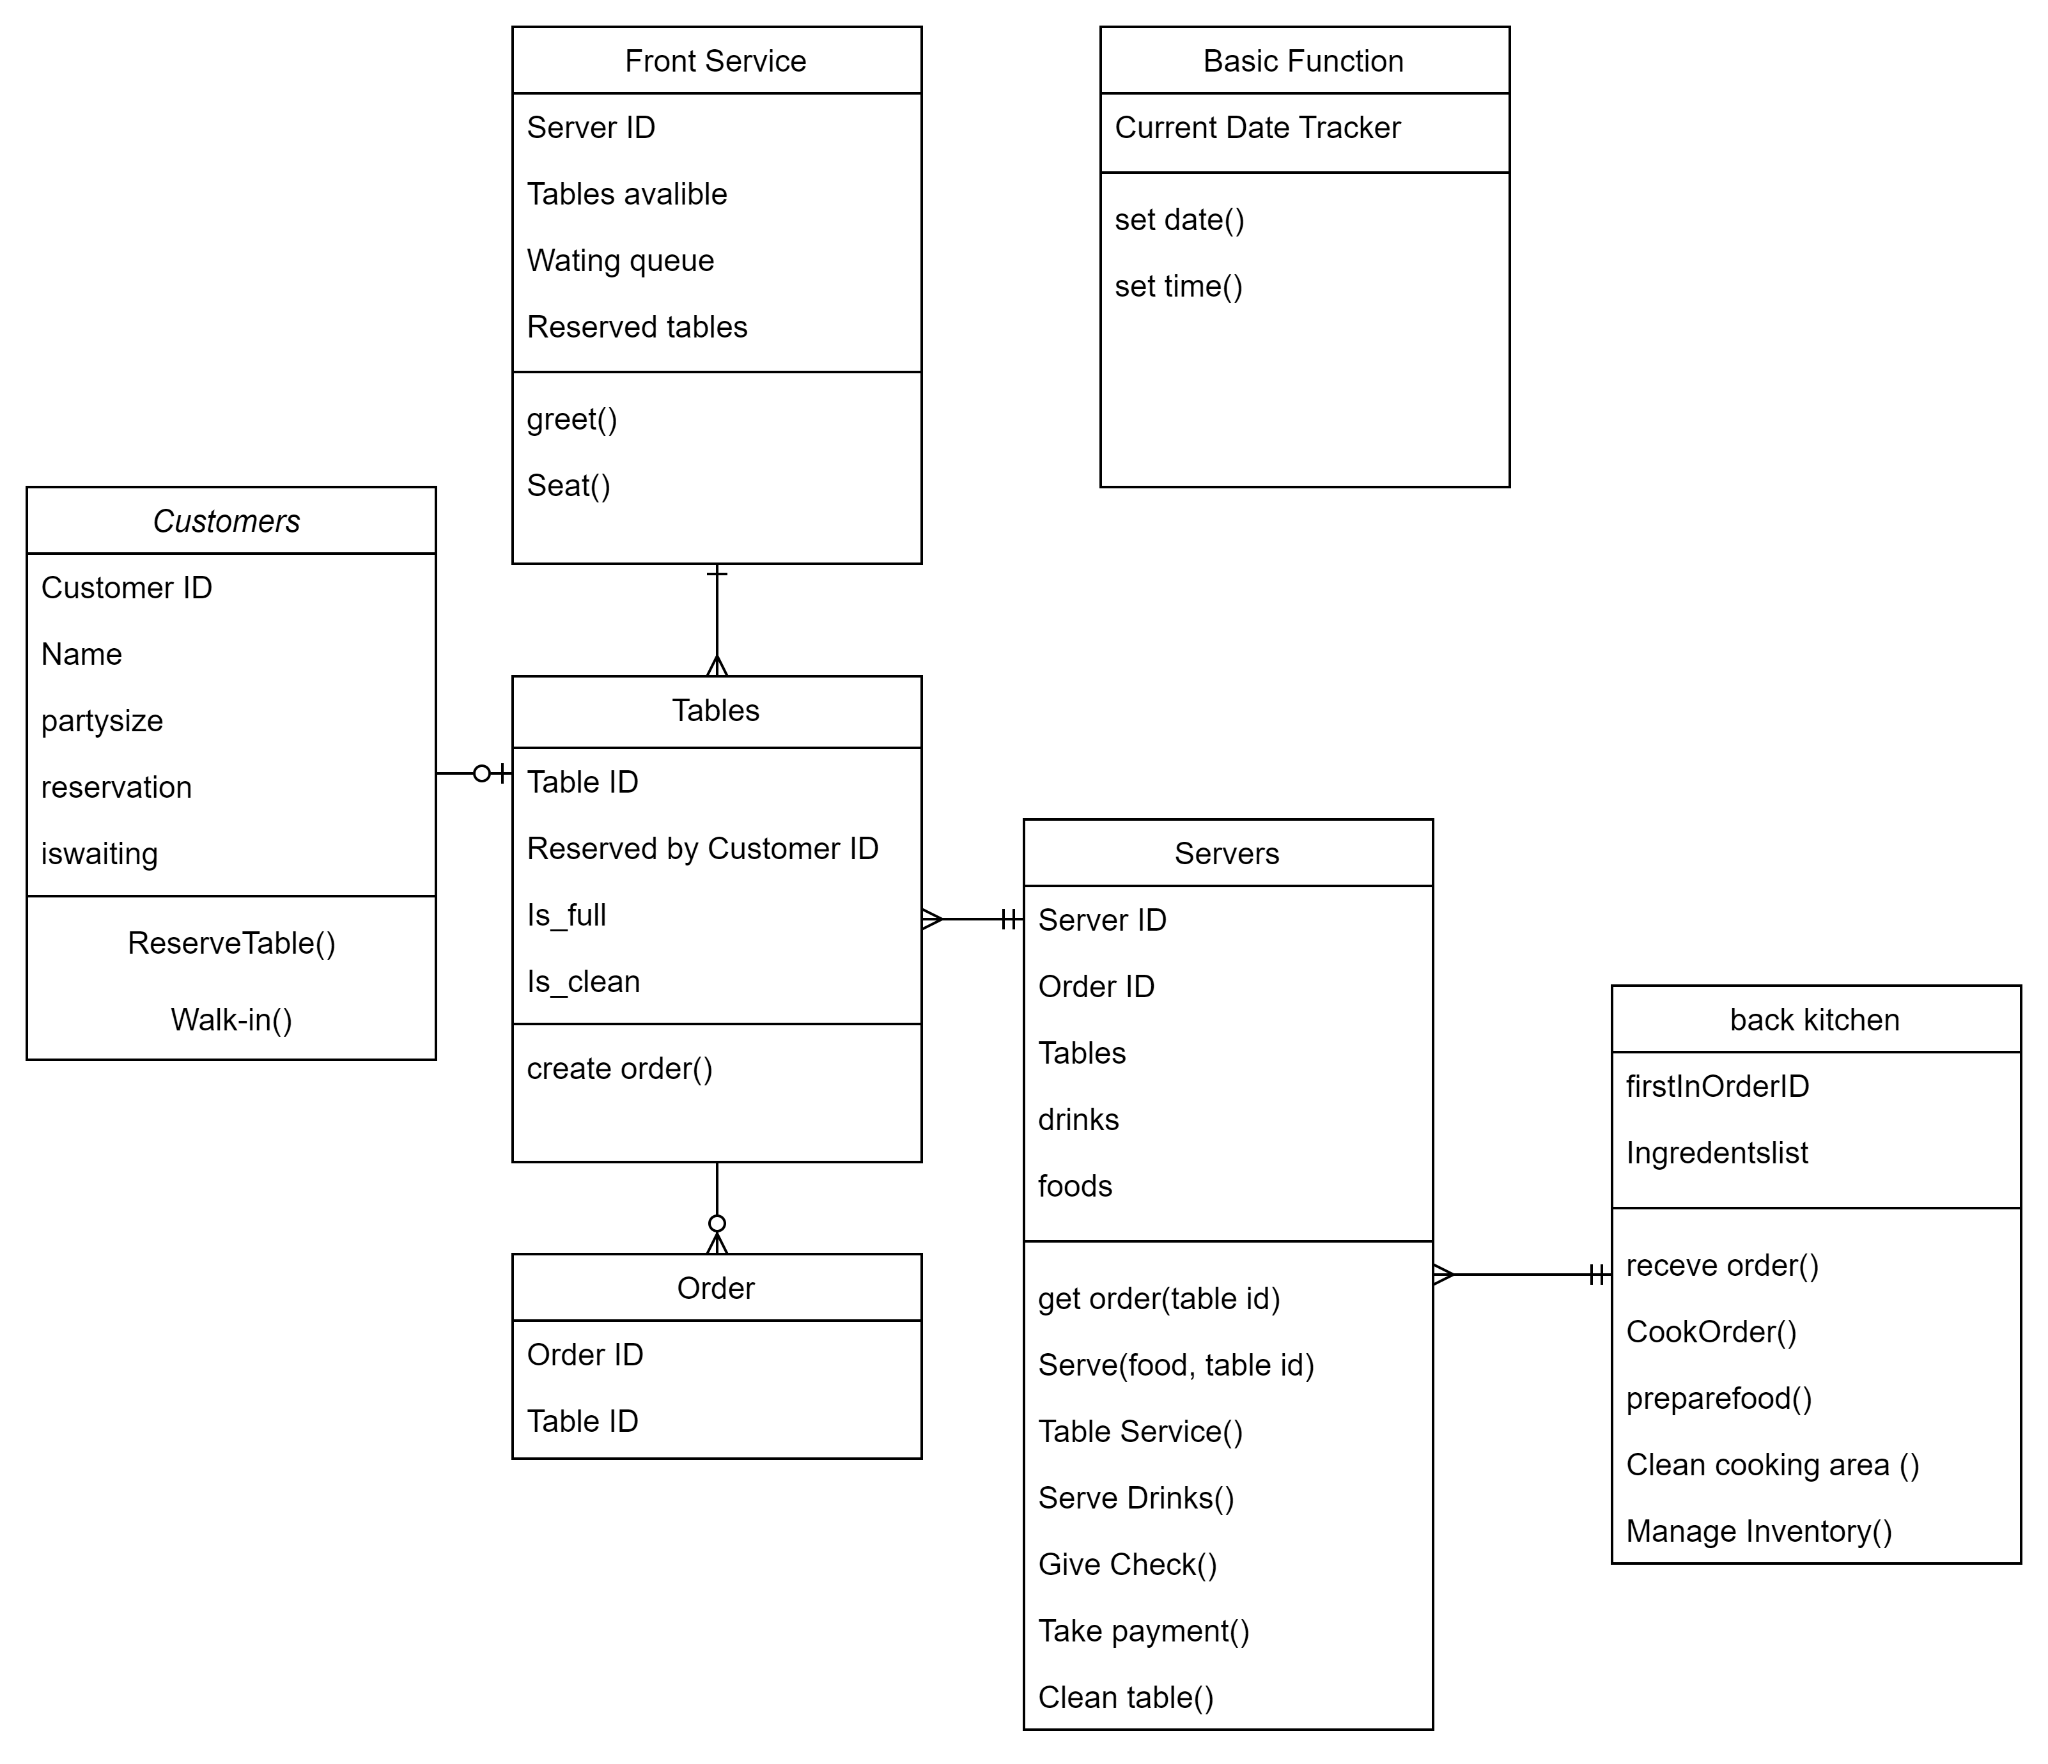 Front Service
Server ID
Tables avalible
Wating queue
Reserved tables
greet()
Seat()
Basic Function
Current Date Tracker
set date()
set time()
Customers
Customer ID
Name
partysize
reservation
iswaiting
ReserveTable()
Walk-in()
Tables
Table ID
Reserved by Customer ID
Is_full
Is_clean
create order()
Order
Order ID
Table ID
Servers
Server ID
Order ID
Tables
drinks
foods
get order(table id)
Serve(food, table id)
Table Service()
Serve Drinks()
Give Check()
Take payment()
Clean table()
back kitchen
firstInOrderID
Ingredentslist
receve order()
CookOrder()
preparefood()
Clean cooking area ()
Manage Inventory()